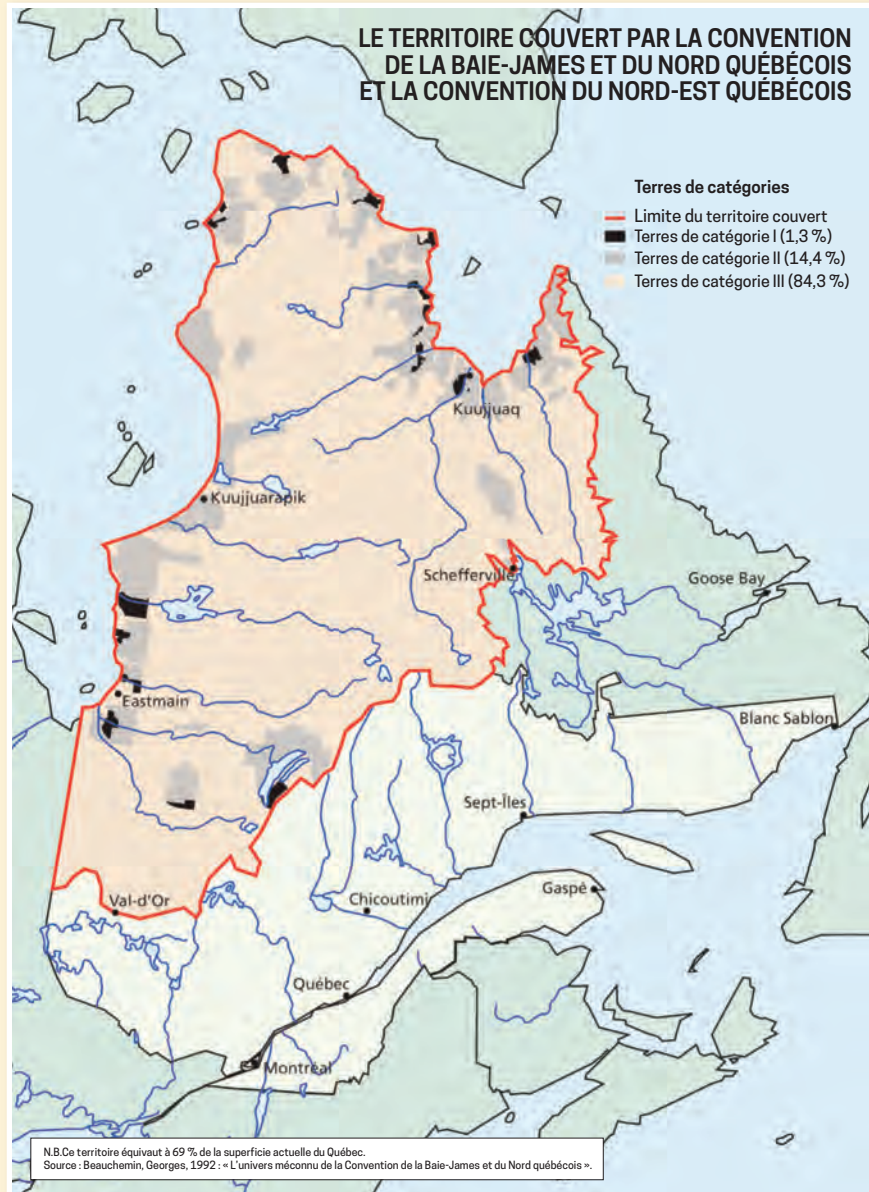 LE TERRITOIRE COUVERT PAR LA CONVENTION
DE LA BAIE-JAMES ET DU NORD QUÉBÉCOIS
ET LA CONVENTION DU NORD-EST QUÉBÉCOIS
Terres de catégories
Limite du territoire couvert
Terres de catégorie I (1,3 %)
Terres de catégorie II (14,4 %)
Terres de catégorie III (84,3 %)
Kuujjuaq
Kuujjuarapik
Schefferville
Goose Bay
Eastmain
Blanc Sablon
Sept-Îles
Val-d'Or
Chicoutimi
Gaspé
Québec
Montréal
N.B.Ce territoire équivaut à 69 % de la superficie actuelle du Québec.
Source : Beauchemin, Georges, 1992 : « L'univers méconnu de la Convention de la Baie-James et du Nord québécois ».